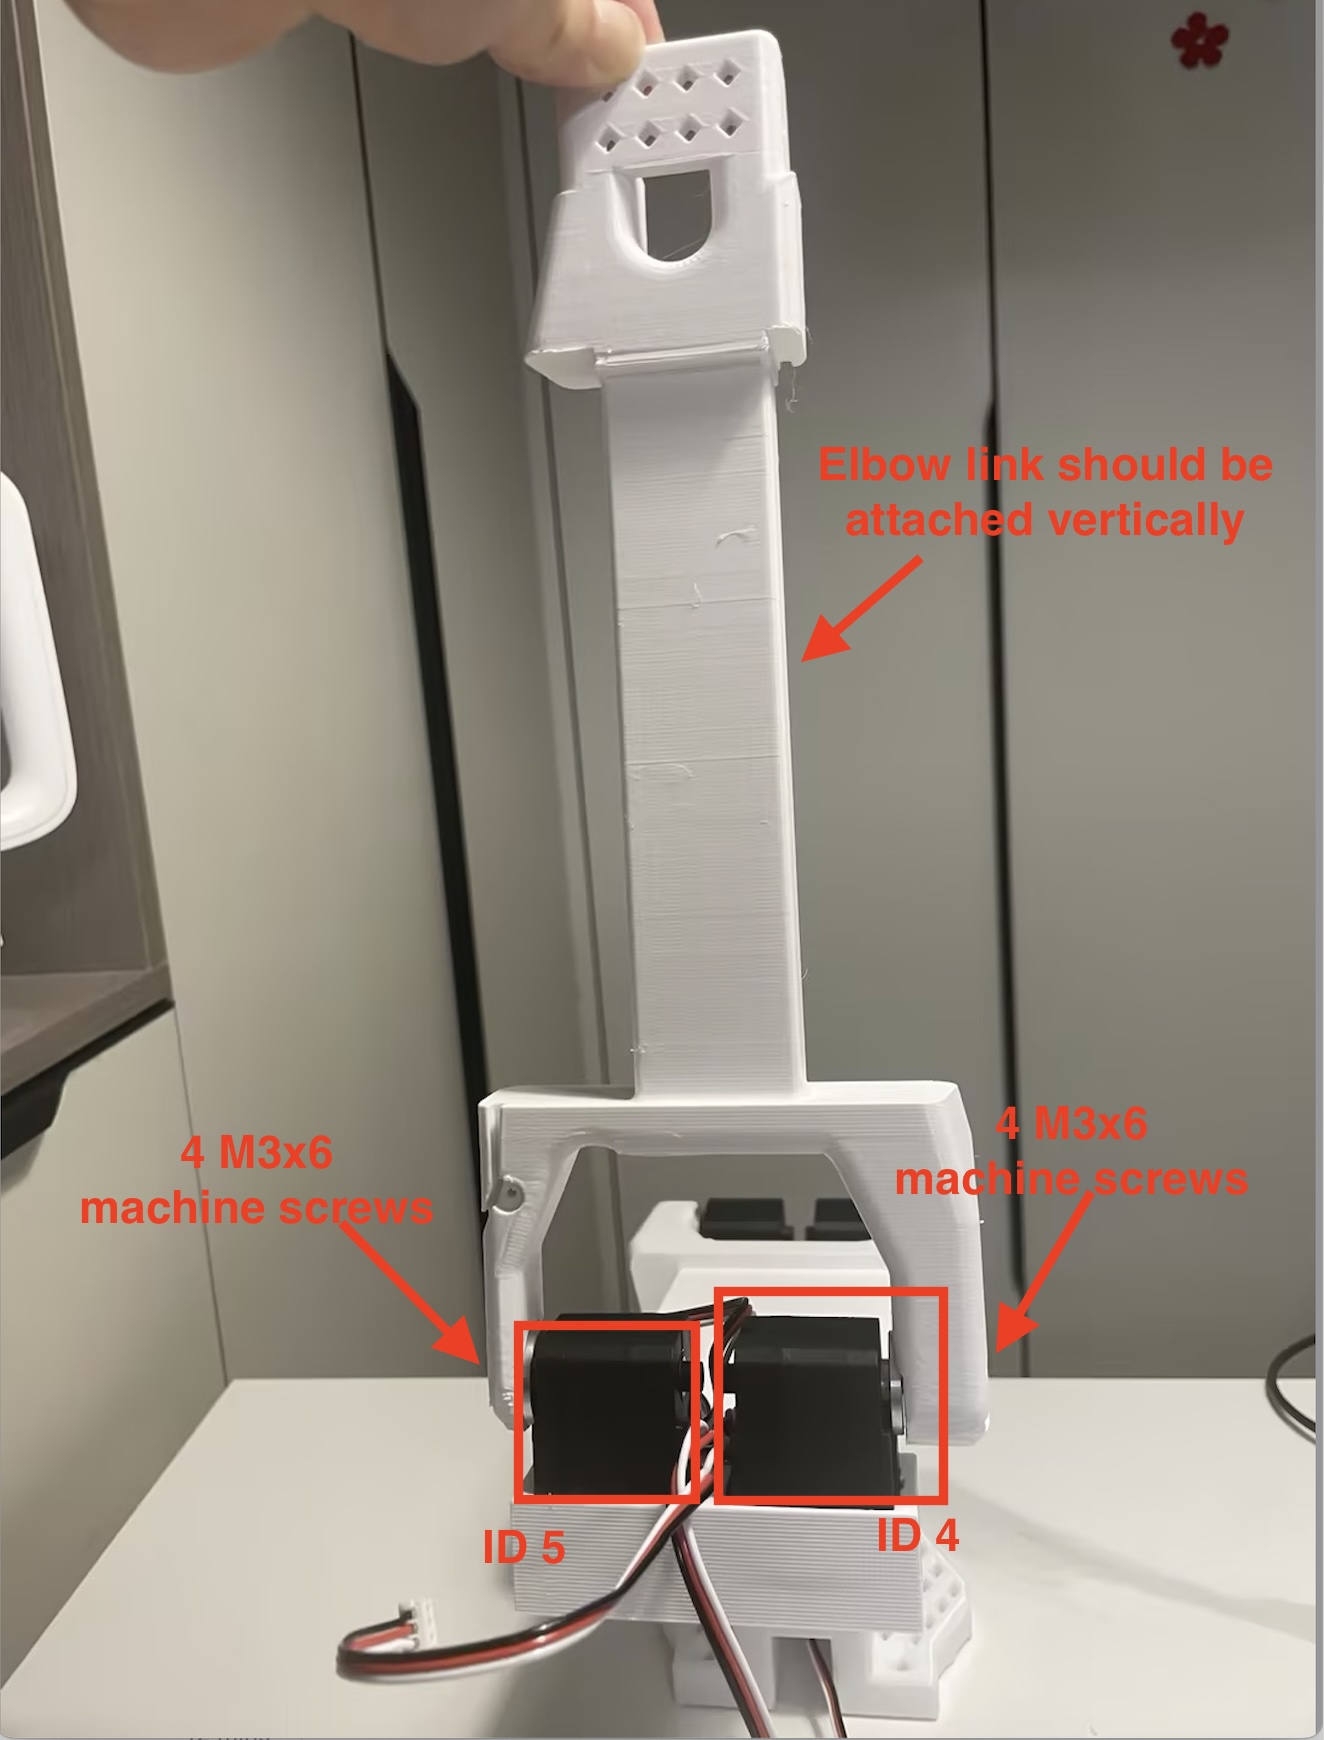 Elbow link should be
attached vertically
4 M3x6
machine screws
4 M3x6
machine screws
ID 5
ID 4